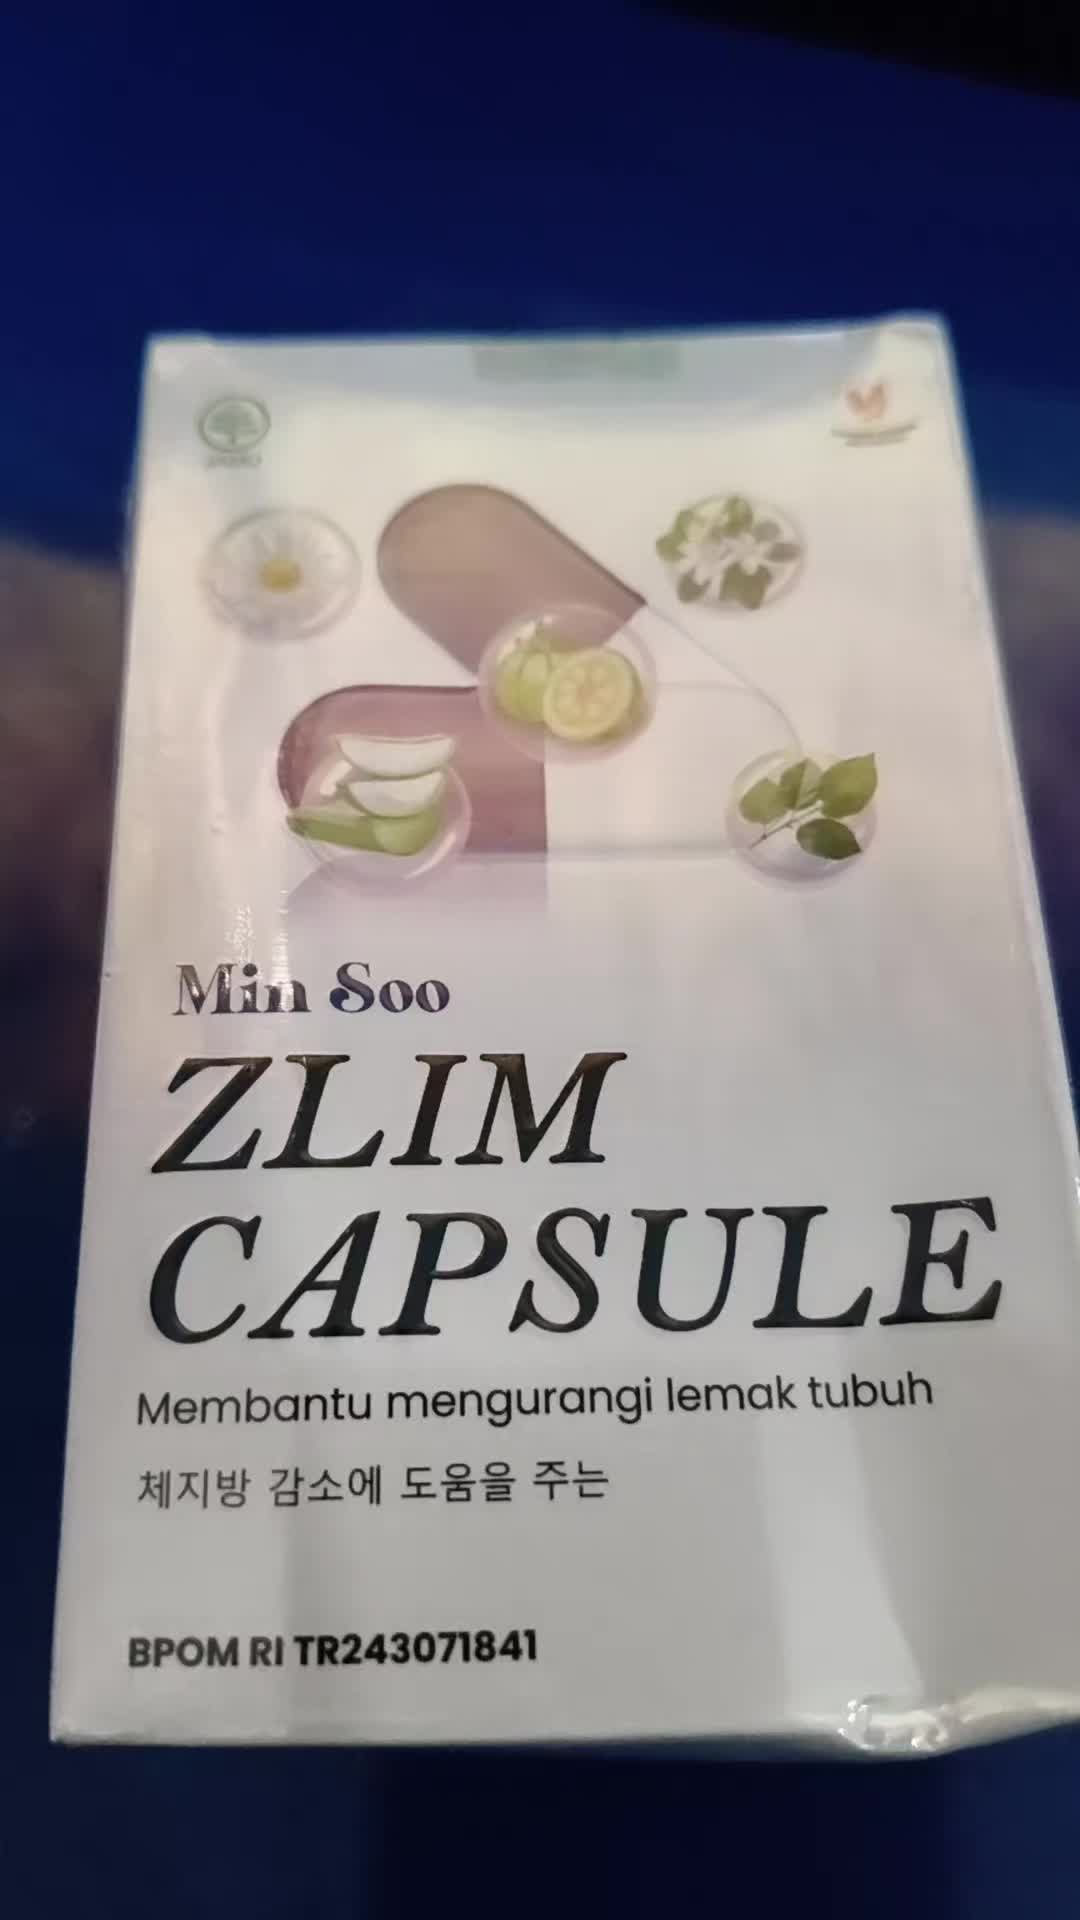 Min Soo
ZLIM
CAPSULE
Membantu mengurangi lemak tubuh
체지방 감소에 도움을 주는
BPOM RI TR243071841